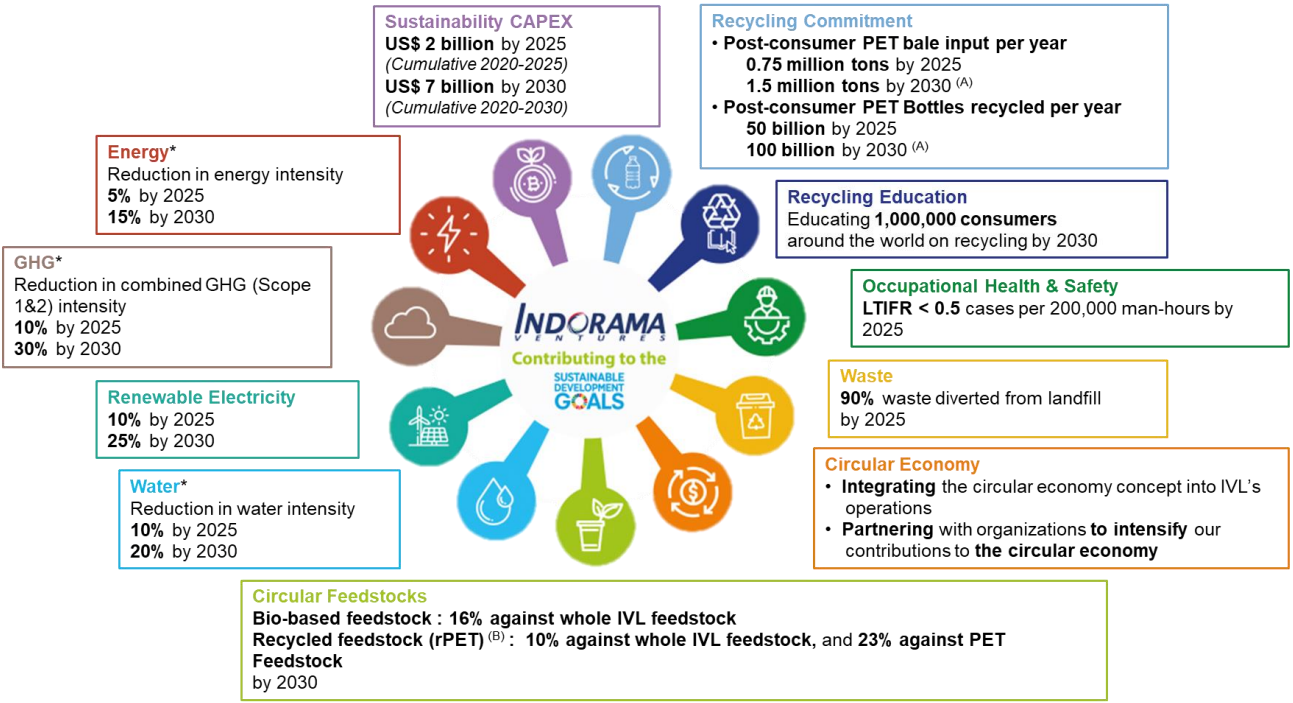 Sustainability CAPEX
US$ 2 billion by 2025
(Cumulative 2020-2025)
US$ 7 billion by 2030
(Cumulative 2020-2030)
Recycling Commitment
• Post-consumer PET bale input per year
0.75 million tons by 2025
1.5 million tons by 2030 (A)
• Post-consumer PET Bottles recycled per year
50 billion by 2025
100 billion by 2030 (A)
Energy*
Reduction in energy intensity
5% by 2025
15% by 2030
Recycling Education
Educating 1,000,000 consumers
around the world on recycling by 2030
GHG*
Reduction in combined GHG (Scope
1&2) intensity
10% by 2025
30% by 2030
Occupational Health & Safety
LTIFR < 0.5 cases per 200,000 man-hours by
2025
INDORAMA
VENTURES
Contributing to the
SUSTAINABLE
DEVELOPMENT
GOALS
Renewable Electricity
10% by 2025
25% by 2030
Waste
90% waste diverted from landfill
by 2025
Water*
Reduction in water intensity
10% by 2025
20% by 2030
Circular Economy
• Integrating the circular economy concept into IVL's
operations
• Partnering with organizations to intensify our
contributions to the circular economy
Circular Feedstocks
Bio-based feedstock : 16% against whole IVL feedstock
Recycled feedstock (rPET) (B) : 10% against whole IVL feedstock, and 23% against PET
Feedstock
by 2030